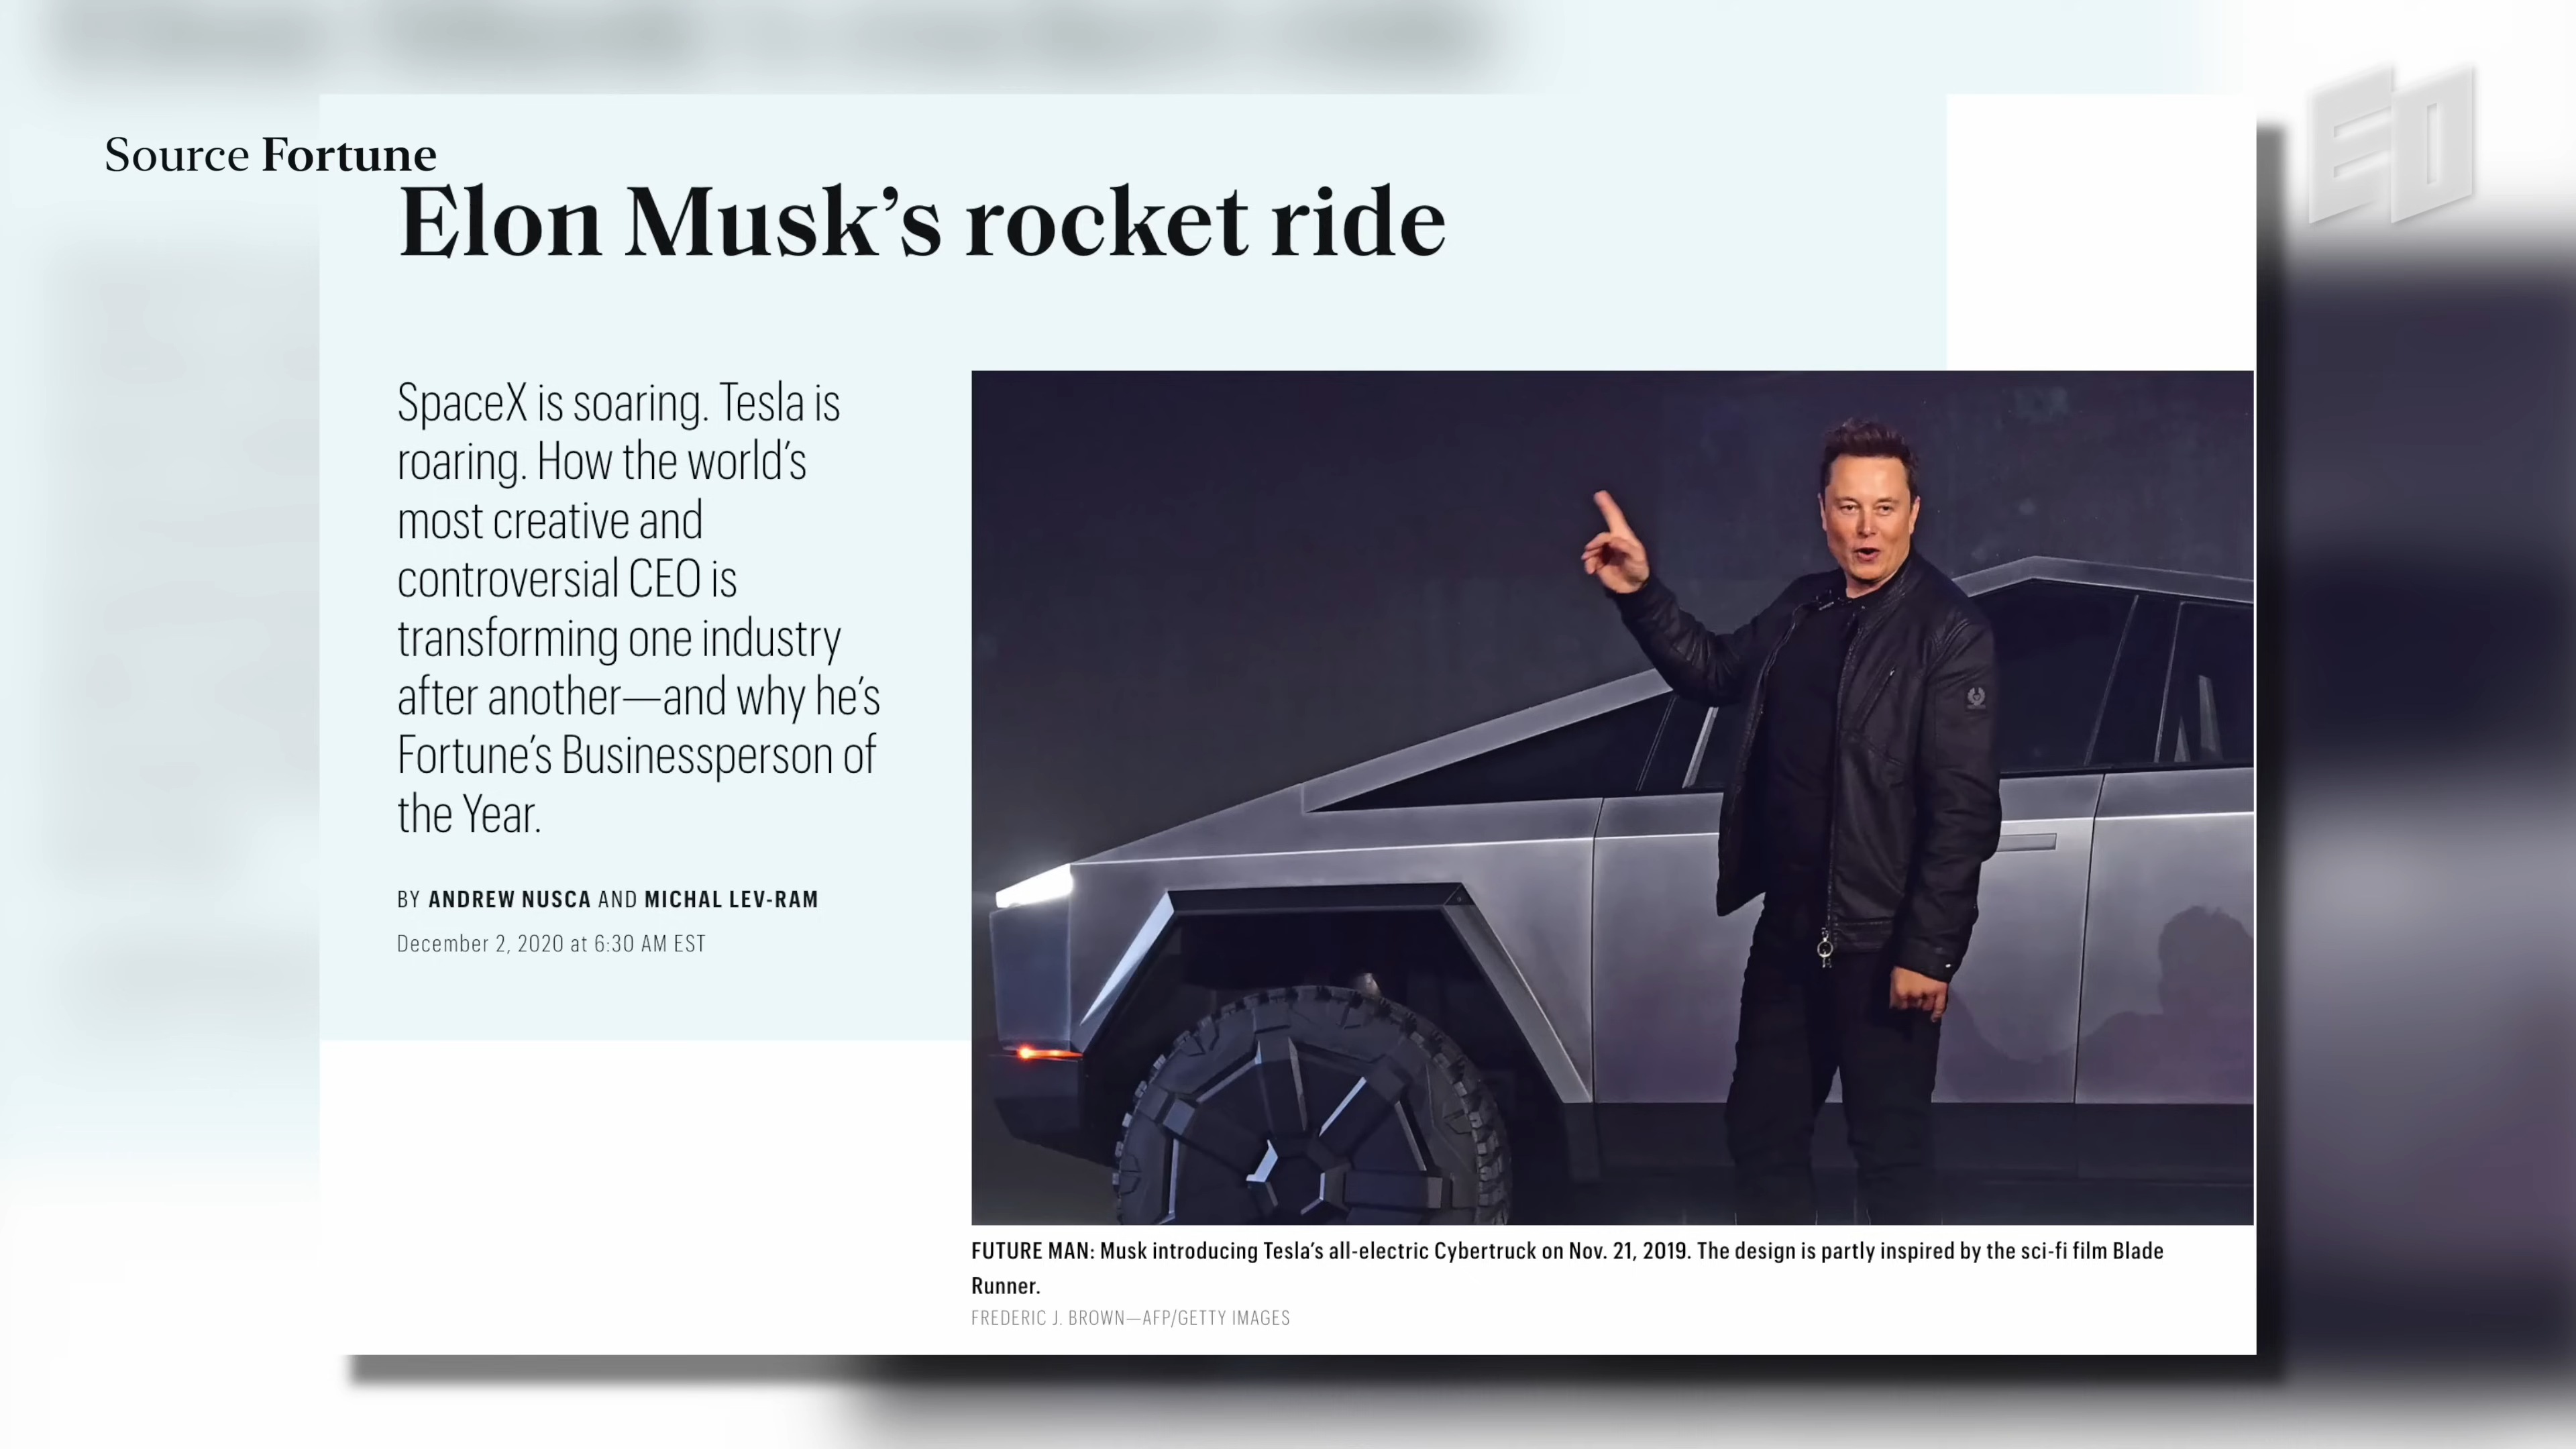 Source Fortune
Elon Musk’s rocket ride
SpaceX is soaring. Tesla is
roaring. How the world’s
most creative and
controversial CEO is
transforming one industry
after another—and why he’s
Fortune’s Businessperson of
the Year.
BY ANDREW NUSCA AND MICHAL LEV-RAM
December 2, 2020 at 6:30 AM EST
FUTURE MAN: Musk introducing Tesla’s all-electric Cybertruck on Nov. 21, 2019. The design is partly inspired by the sci-fi film Blade
Runner.
FREDERIC J. BROWN—AFP/GETTY IMAGES